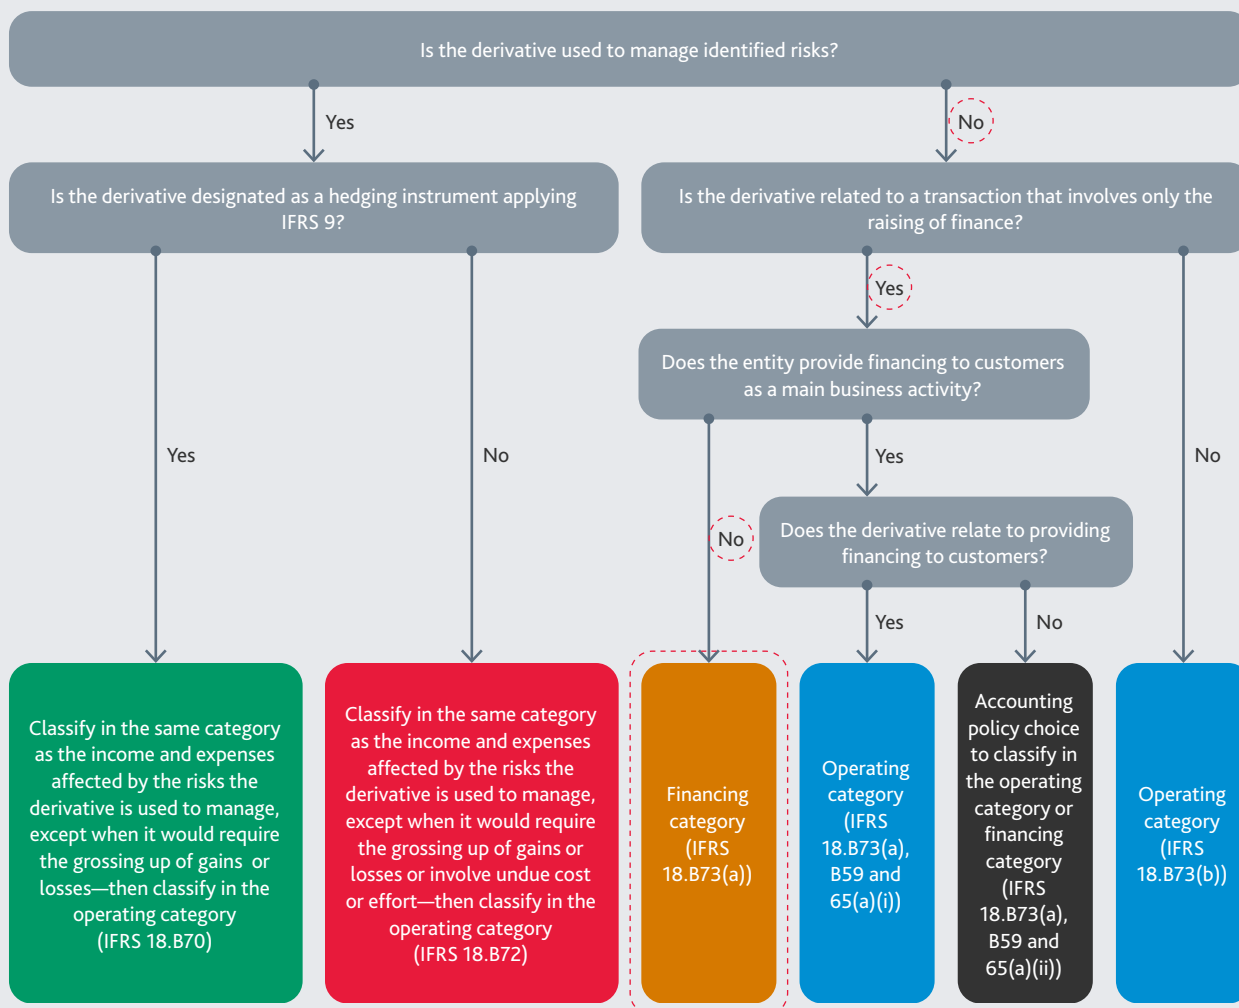 Is the derivative used to manage identified risks?
Yes
No
Is the derivative designated as a hedging instrument applying
IFRS 9?
Is the derivative related to a transaction that involves only the
raising of finance?
Yes
Does the entity provide financing to customers
as a main business activity?
Yes
No
Yes
No
No
Does the derivative relate to providing
financing to customers?
Yes
No
Classify in the same category
as the income and expenses
affected by the risks the
derivative is used to manage,
except when it would require
the grossing up of gains or
losses—then classify in the
operating category
(IFRS 18.B70)
Classify in the same category
as the income and expenses
affected by the risks the
derivative is used to manage,
except when it would require
the grossing up of gains or
losses or involve undue cost
or effort—then classify in the
operating category
(IFRS 18.B72)
Financing
category
(IFRS
18.B73(a))
Operating
category
(IFRS
18.B73(a),
B59 and
65(a)(i))
Accounting
policy choice
to classify in
the operating
category or
financing
category
(IFRS
18.B73(a),
B59 and
65(a)(ii))
Operating
category
(IFRS
18.B73(b))